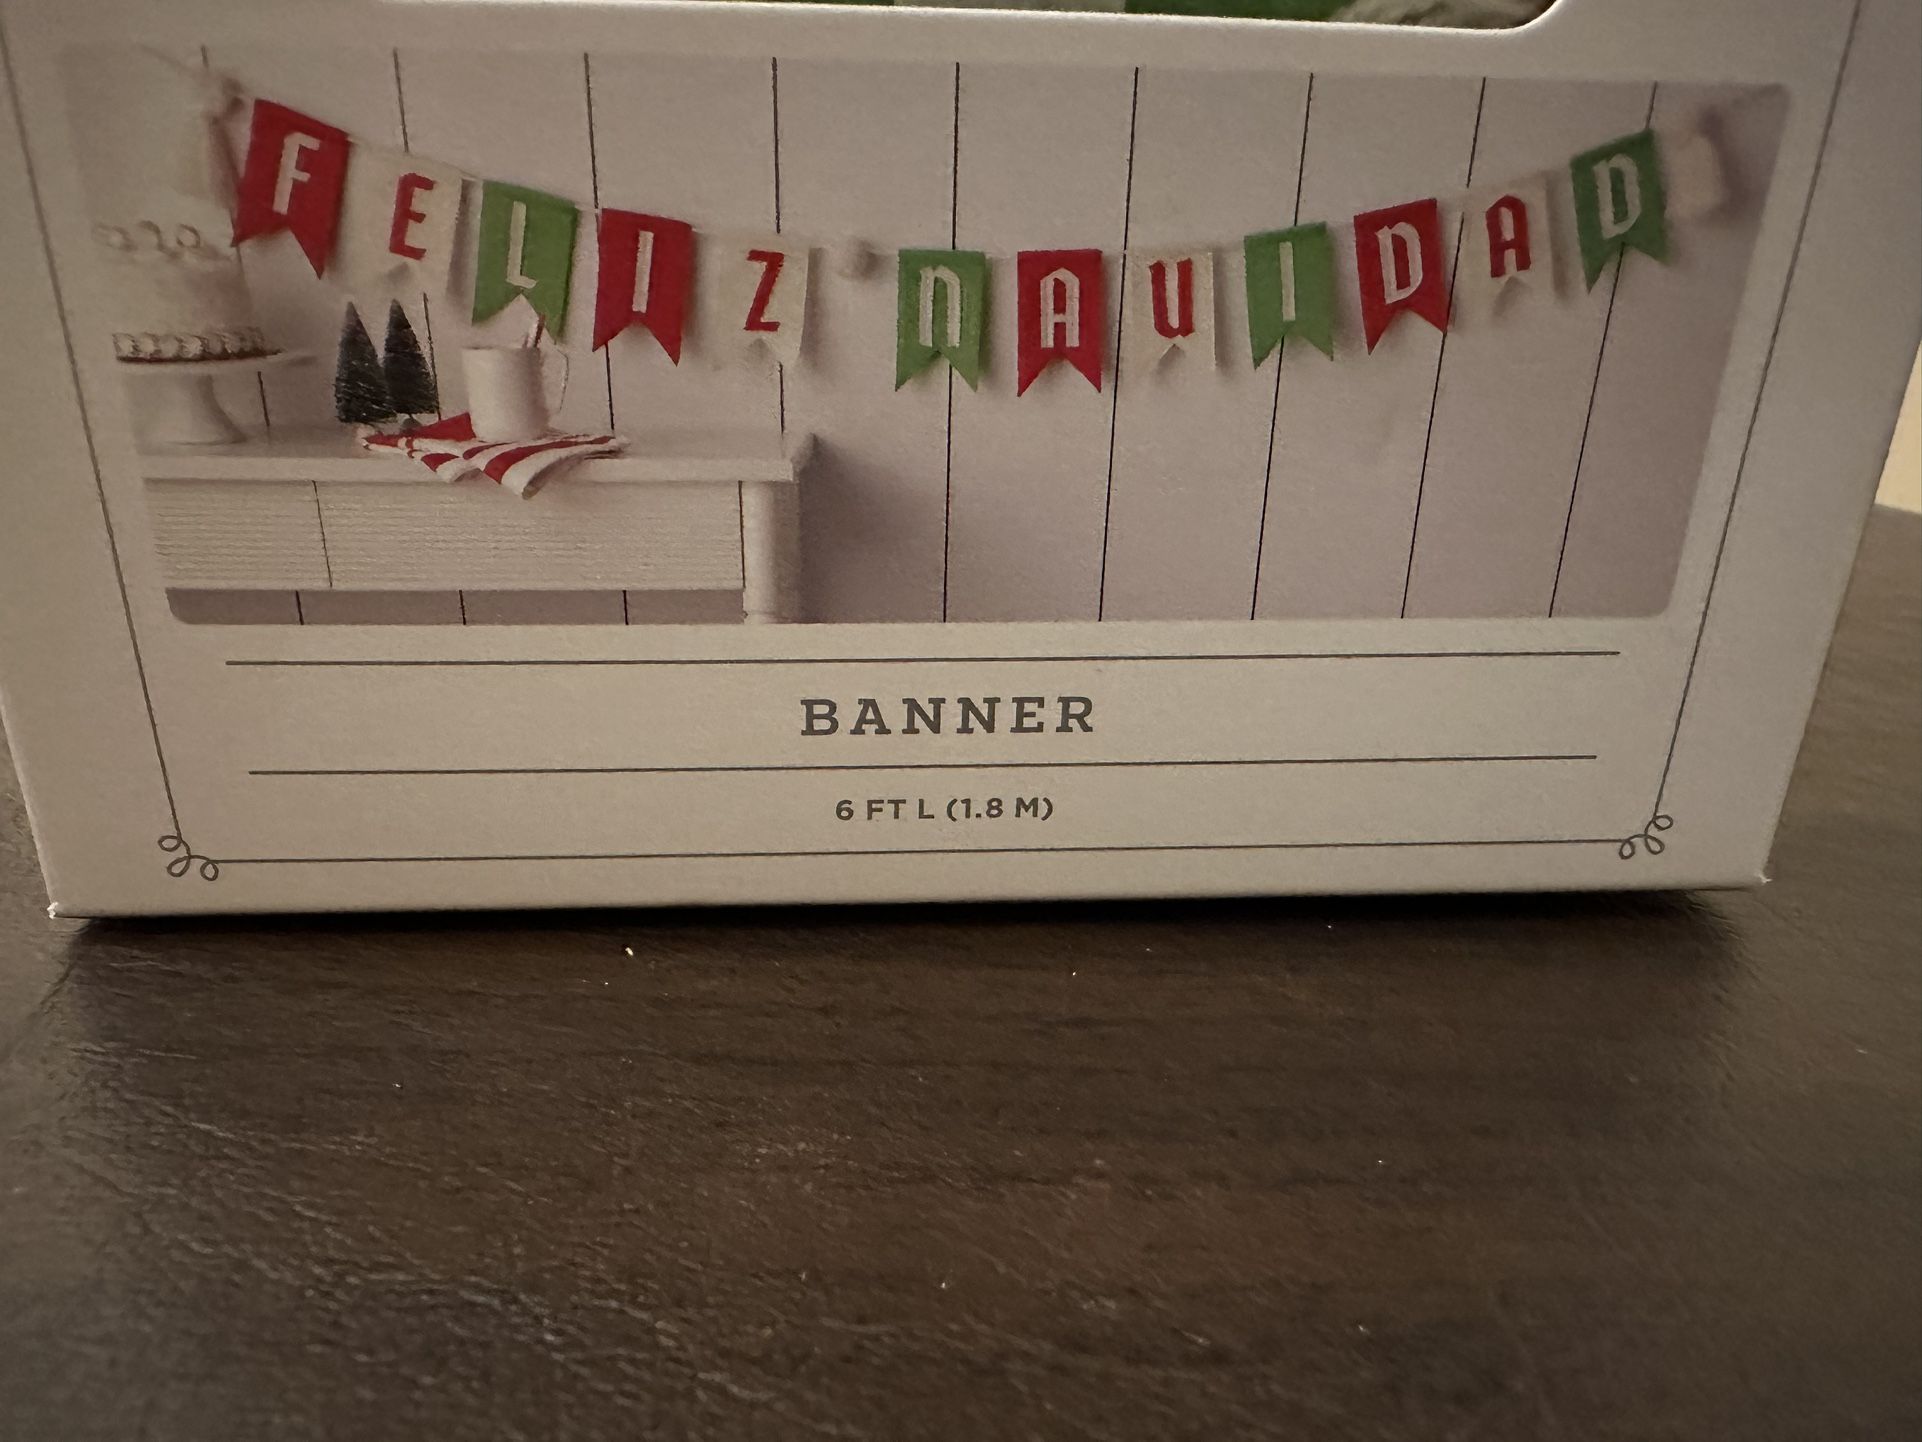 FELIZ NAVIDAD
BANNER
6 FT L (1.8 M)